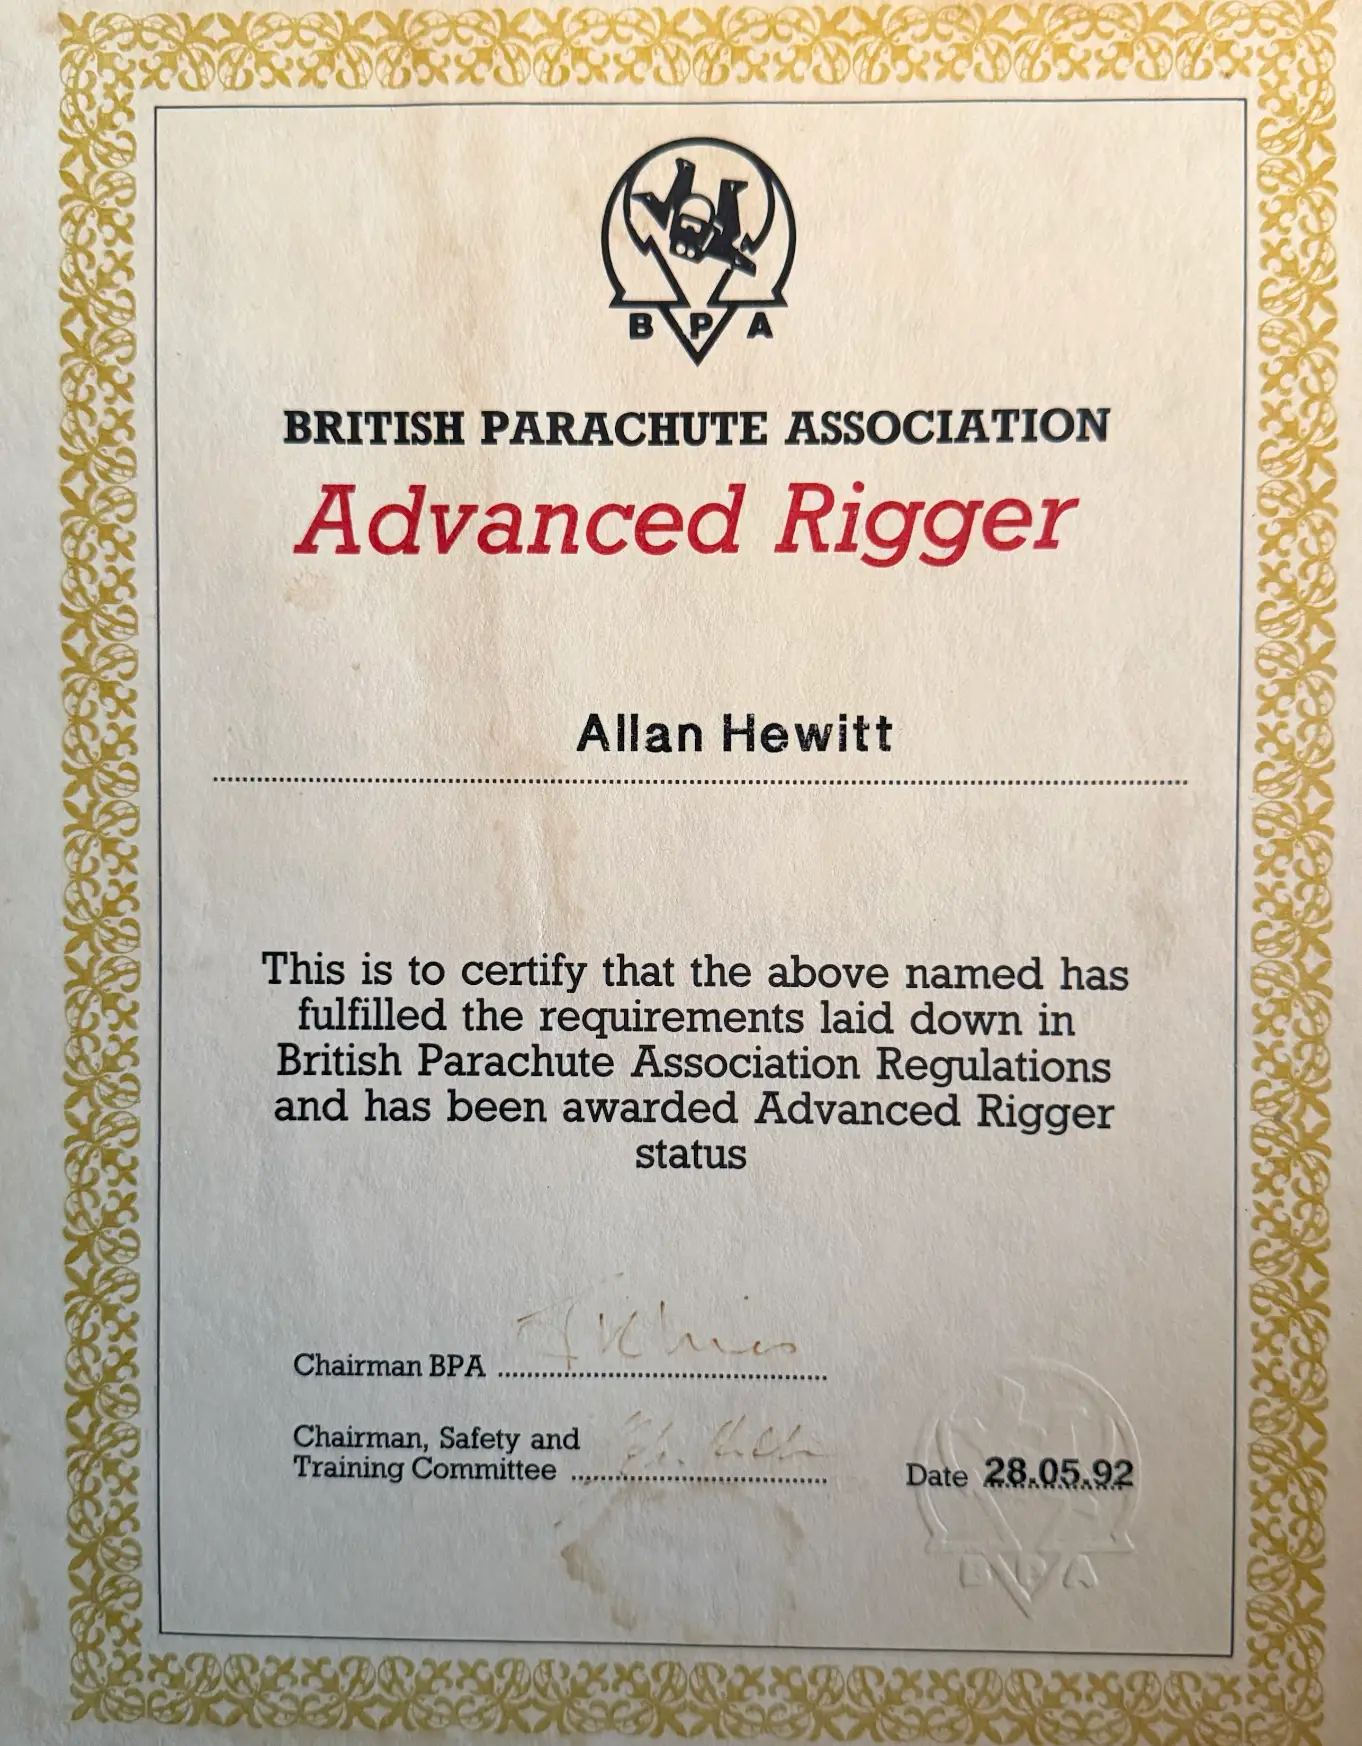 B P A
BRITISH PARACHUTE ASSOCIATION
Advanced Rigger
Allan Hewitt
This is to certify that the above named has
fulfilled the requirements laid down in
British Parachute Association Regulations
and has been awarded Advanced Rigger
status
Chairman BPA
Chairman, Safety and
Training Committee
Date 28.05.92
B P A